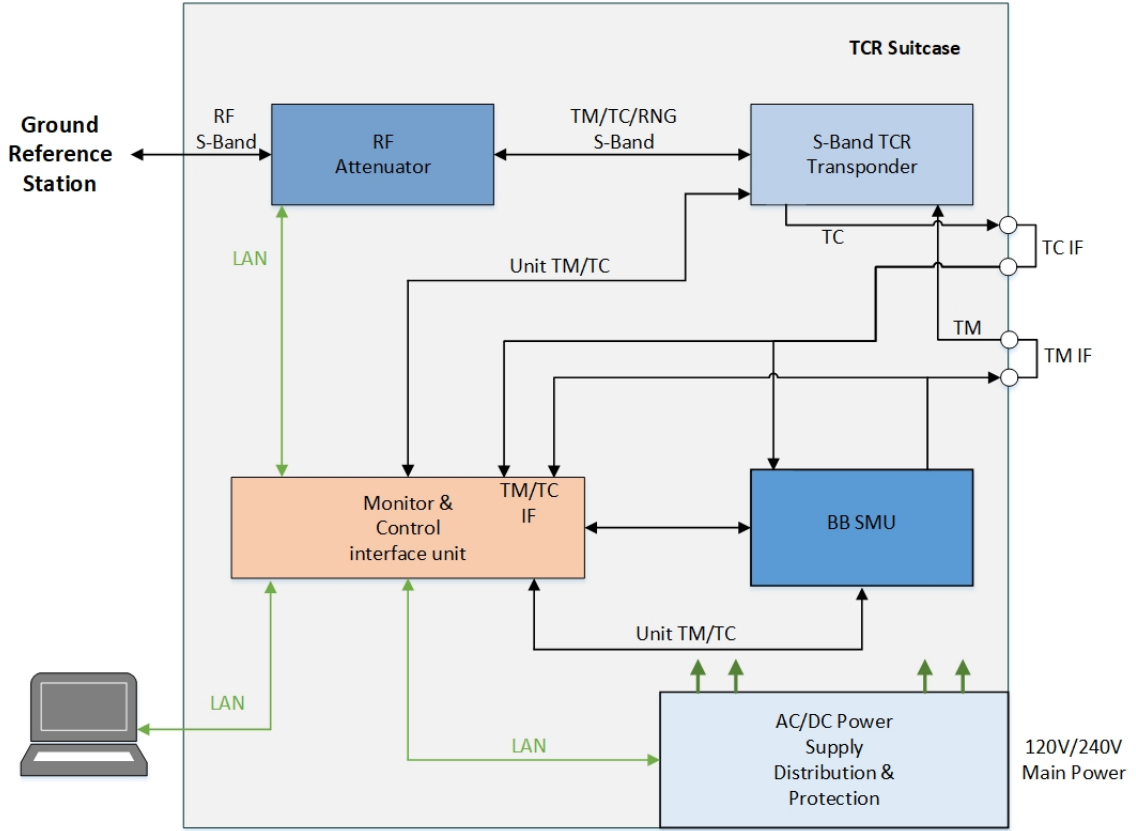 TCR Suitcase
Ground
Reference
Station
RF
S-Band
RF
Attenuator
TM/TC/RNG
S-Band
S-Band TCR
Transponder
TC
TC IF
LAN
Unit TM/TC
TM
TM IF
Monitor &
Control
interface unit
TM/TC
IF
BB SMU
Unit TM/TC
LAN
LAN
AC/DC Power
Supply
Distribution &
Protection
120V/240V
Main Power